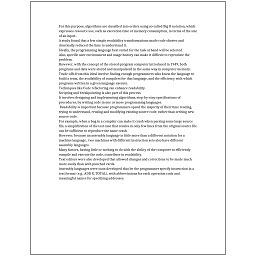 For this purpose, algorithms are classified into orders using so-called Big O notation, which
expresses resource use, such as execution time or memory consumption, in terms of the size
of an input.
A study found that a few simple readability transformations made code shorter and
drastically reduced the time to understand it.
Ideally, the programming language best suited for the task at hand will be selected.
Also, specific user environment and usage history can make it difficult to reproduce the
problem.
However, with the concept of the stored-program computer introduced in 1949, both
programs and data were stored and manipulated in the same way in computer memory.
Trade-offs from this ideal involve finding enough programmers who know the language to
build a team, the availability of compilers for that language, and the efficiency with which
programs written in a given language execute.
Techniques like Code refactoring can enhance readability.
Scripting and breakpointing is also part of this process.
It involves designing and implementing algorithms, step-by-step specifications of
procedures, by writing code in one or more programming languages.
Readability is important because programmers spend the majority of their time reading,
trying to understand, reusing and modifying existing source code, rather than writing new
source code.
For example, when a bug in a compiler can make it crash when parsing some large source
file, a simplification of the test case that results in only few lines from the original source file
can be sufficient to reproduce the same crash.
However, because an assembly language is little more than a different notation for a
machine language, two machines with different instruction sets also have different
assembly languages.
Many factors, having little or nothing to do with the ability of the computer to efficiently
compile and execute the code, contribute to readability.
Text editors were also developed that allowed changes and corrections to be made much
more easily than with punched cards.
Assembly languages were soon developed that let the programmer specify instruction in a
text format (e.g., ADD X, TOTAL), with abbreviations for each operation code and
meaningful names for specifying addresses.